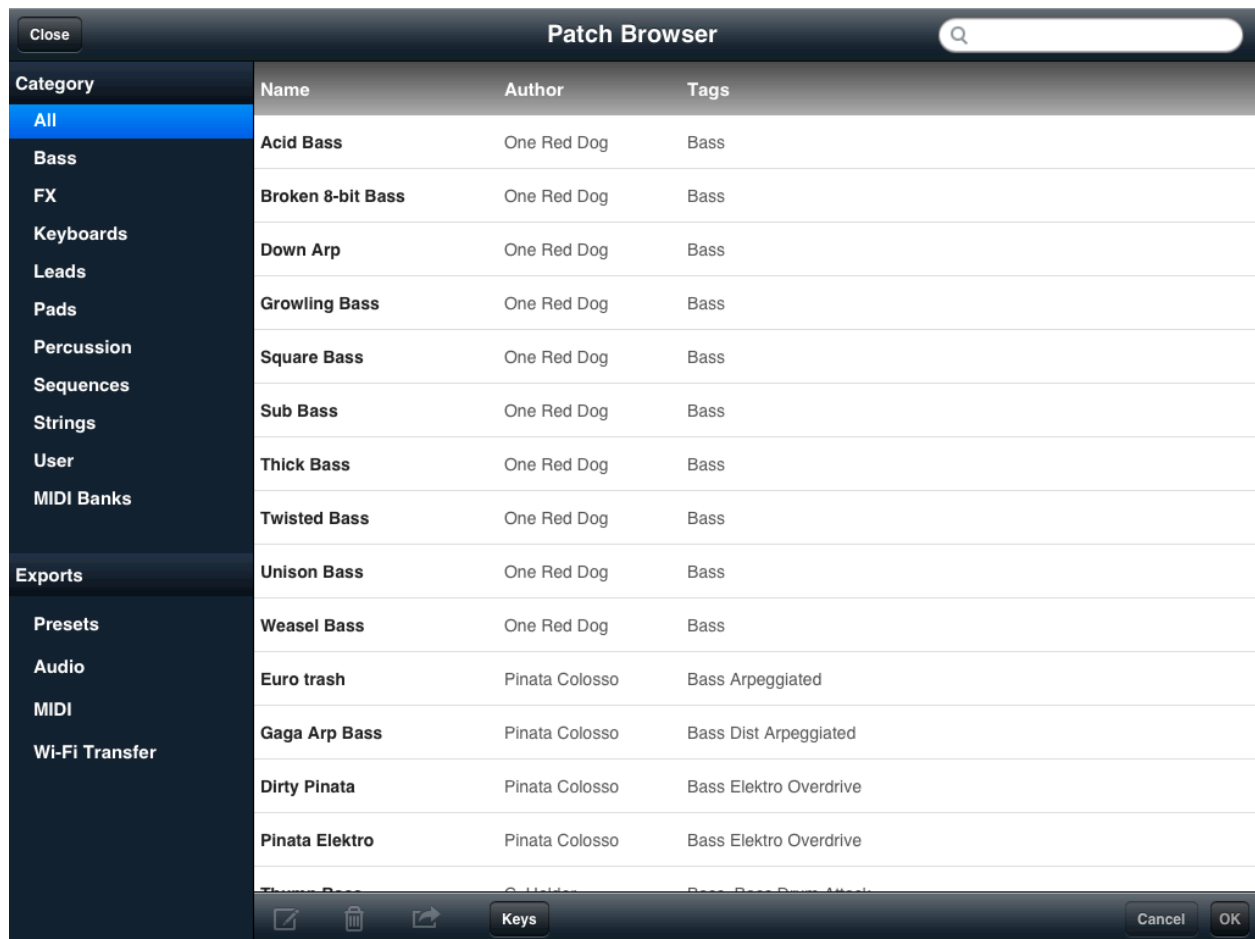 Close Patch Browser
Category
All
Bass
FX
Keyboards
Leads
Pads
Percussion
Sequences
Strings
User
MIDI Banks
Exports
Presets
Audio
MIDI
Wi-Fi Transfer
Name Author Tags
Acid Bass One Red Dog Bass
Broken 8-bit Bass One Red Dog Bass
Down Arp One Red Dog Bass
Growling Bass One Red Dog Bass
Square Bass One Red Dog Bass
Sub Bass One Red Dog Bass
Thick Bass One Red Dog Bass
Twisted Bass One Red Dog Bass
Unison Bass One Red Dog Bass
Weasel Bass One Red Dog Bass
Euro trash Pinata Colosso Bass Arpeggiated
Gaga Arp Bass Pinata Colosso Bass Dist Arpeggiated
Dirty Pinata Pinata Colosso Bass Elektro Overdrive
Pinata Elektro Pinata Colosso Bass Elektro Overdrive
Keys Cancel OK